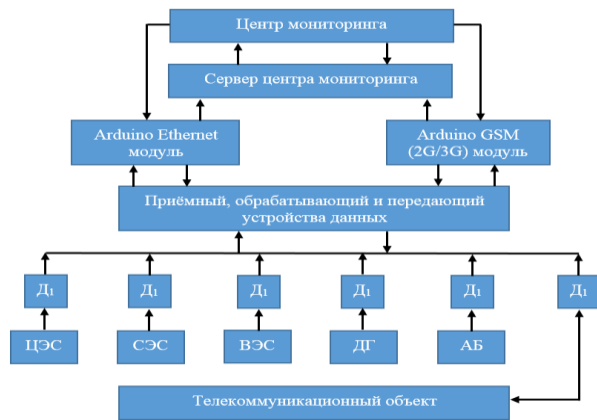 Центр мониторинга
Сервер центра мониторинга
Arduino Ethernet
модуль
Arduino GSM
(2G/3G) модуль
Приёмный, обрабатывающий и передающий
устройства данных
Д1 Д1 Д1 Д1 Д1 Д1
ЦЭС СЭС ВЭС ДГ АБ
Телекоммуникационный объект